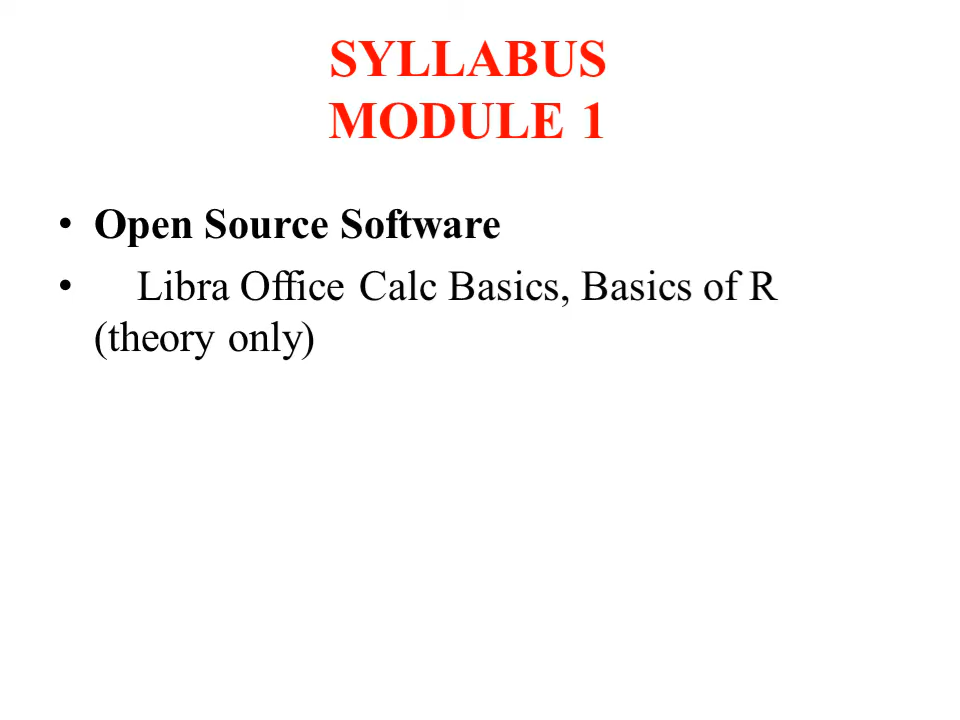 SYLLABUS
MODULE 1
• Open Source Software
• Libra Office Calc Basics, Basics of R
(theory only)